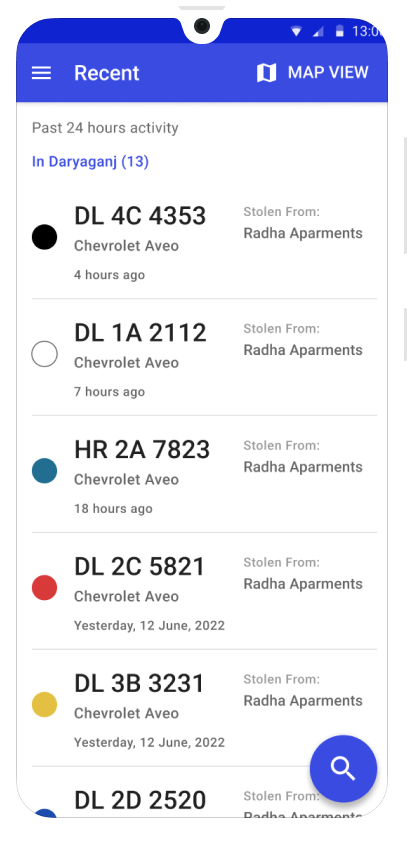 13:0
Recent
MAP VIEW
Past 24 hours activity
In Daryaganj (13)
DL 4C 4353
Chevrolet Aveo
4 hours ago
Stolen From:
Radha Aparments
DL 1A 2112
Chevrolet Aveo
7 hours ago
Stolen From:
Radha Aparments
HR 2A 7823
Chevrolet Aveo
18 hours ago
Stolen From:
Radha Aparments
DL 2C 5821
Chevrolet Aveo
Yesterday, 12 June, 2022
Stolen From:
Radha Aparments
DL 3B 3231
Chevrolet Aveo
Yesterday, 12 June, 2022
Stolen From:
Radha Aparments
DL 2D 2520
Stolen From:
Radha Aparments